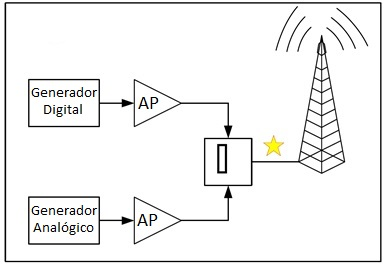 Generador
Digital
AP
Generador
Analógico
AP